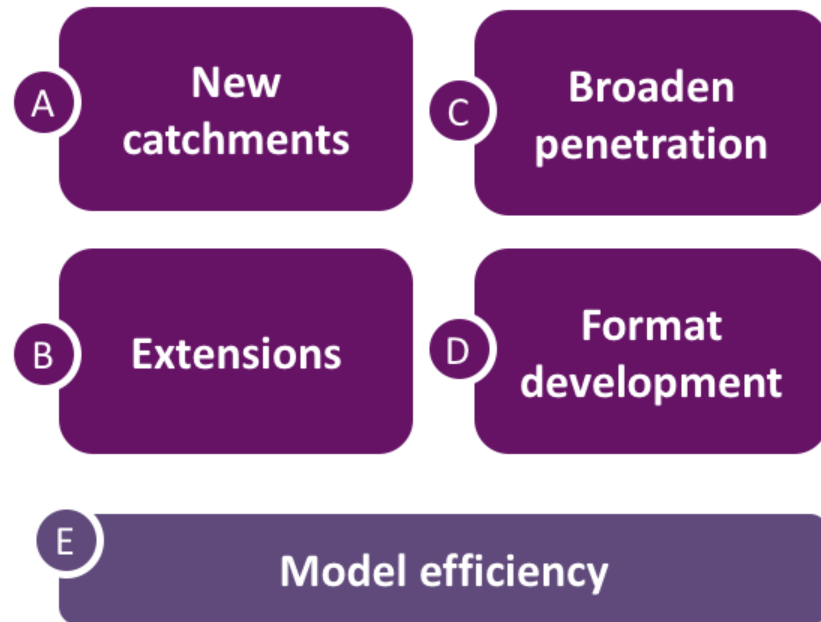 A
New
catchments
C
Broaden
penetration
B
Extensions
D
Format
development
E
Model efficiency